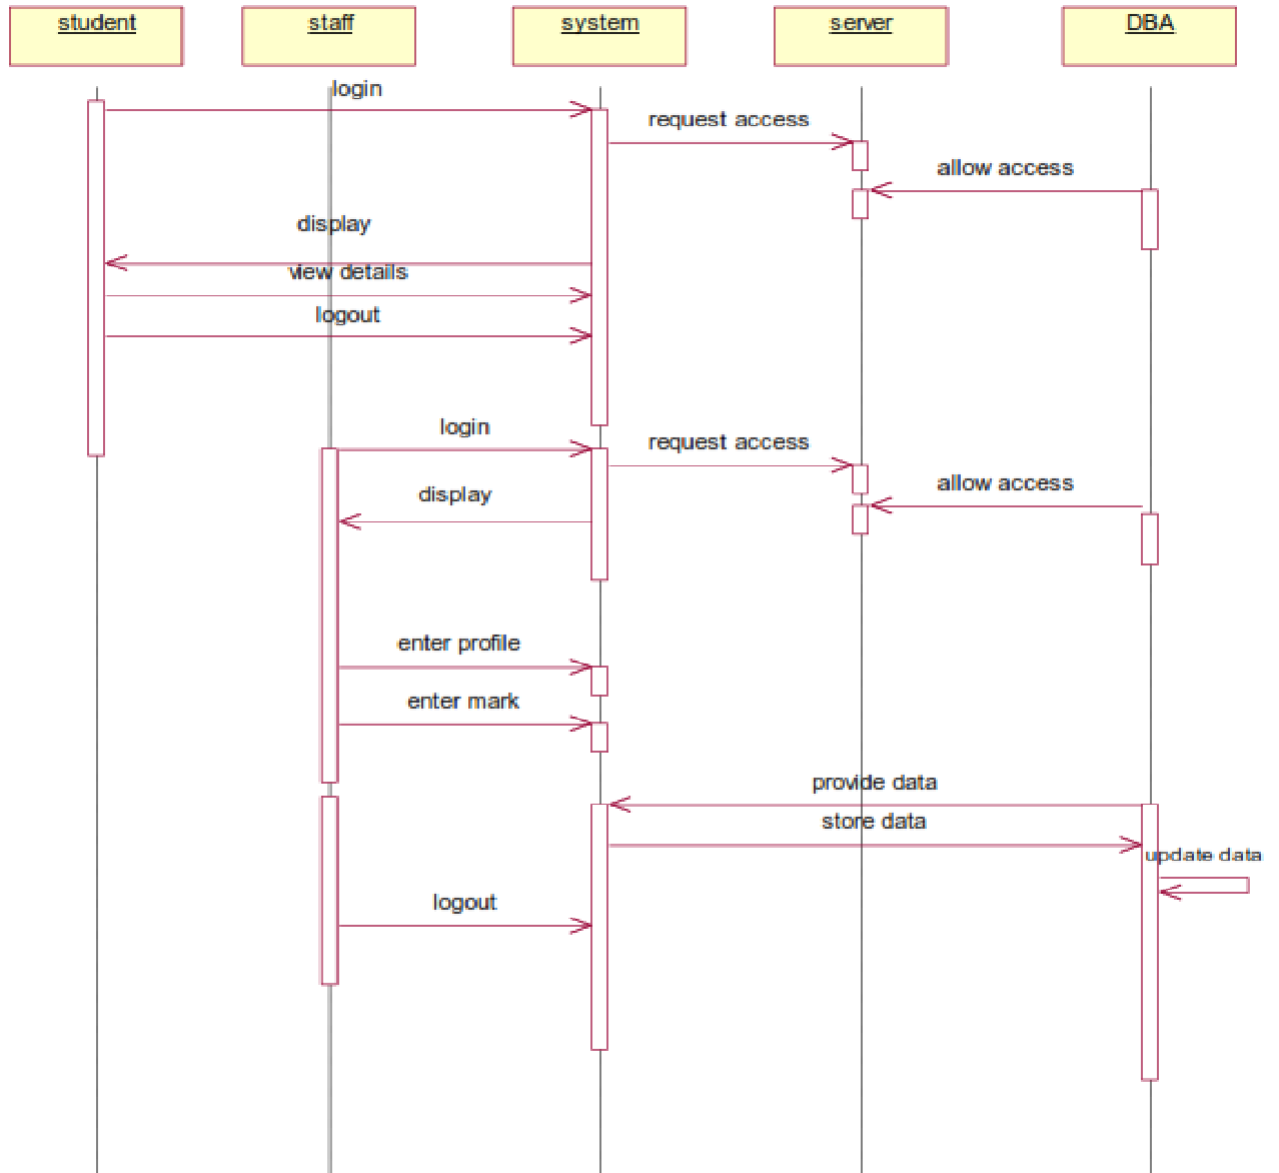 student
staff
system
server
DBA
login
request access
allow access
display
view details
logout
login
request access
allow access
display
enter profile
enter mark
provide data
store data
update data
logout